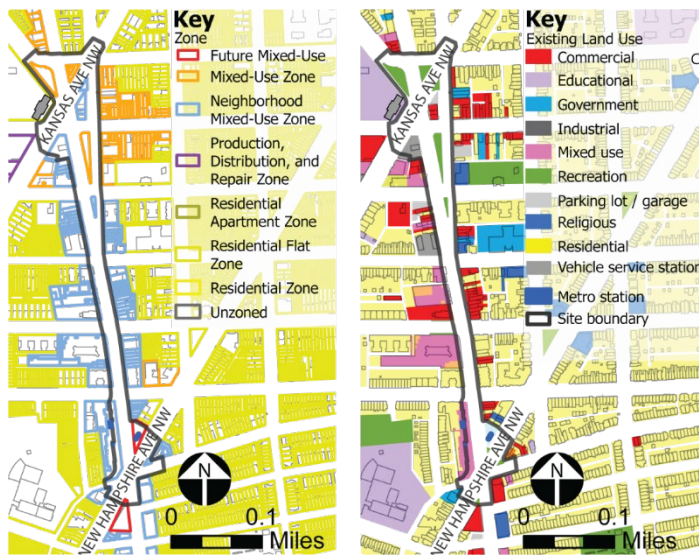 Key
Zone
Future Mixed-Use
Mixed-Use Zone
Neighborhood
Mixed-Use Zone
Production,
Distribution, and
Repair Zone
Residential
Apartment Zone
Residential Flat
Zone
Residential Zone
Unzoned
KANSAS AVE NW
NEW HAMPSHIRE AVE NW
N
0 0.1
Miles
Key
Existing Land Use
Commercial
Educational
Government
Industrial
Mixed use
Recreation
Parking lot / garage
Religious
Residential
Vehicle service station
Metro station
Site boundary
C
KANSAS AVE NW
NEW HAMPSHIRE AVE NW
N
0 0.1
Miles